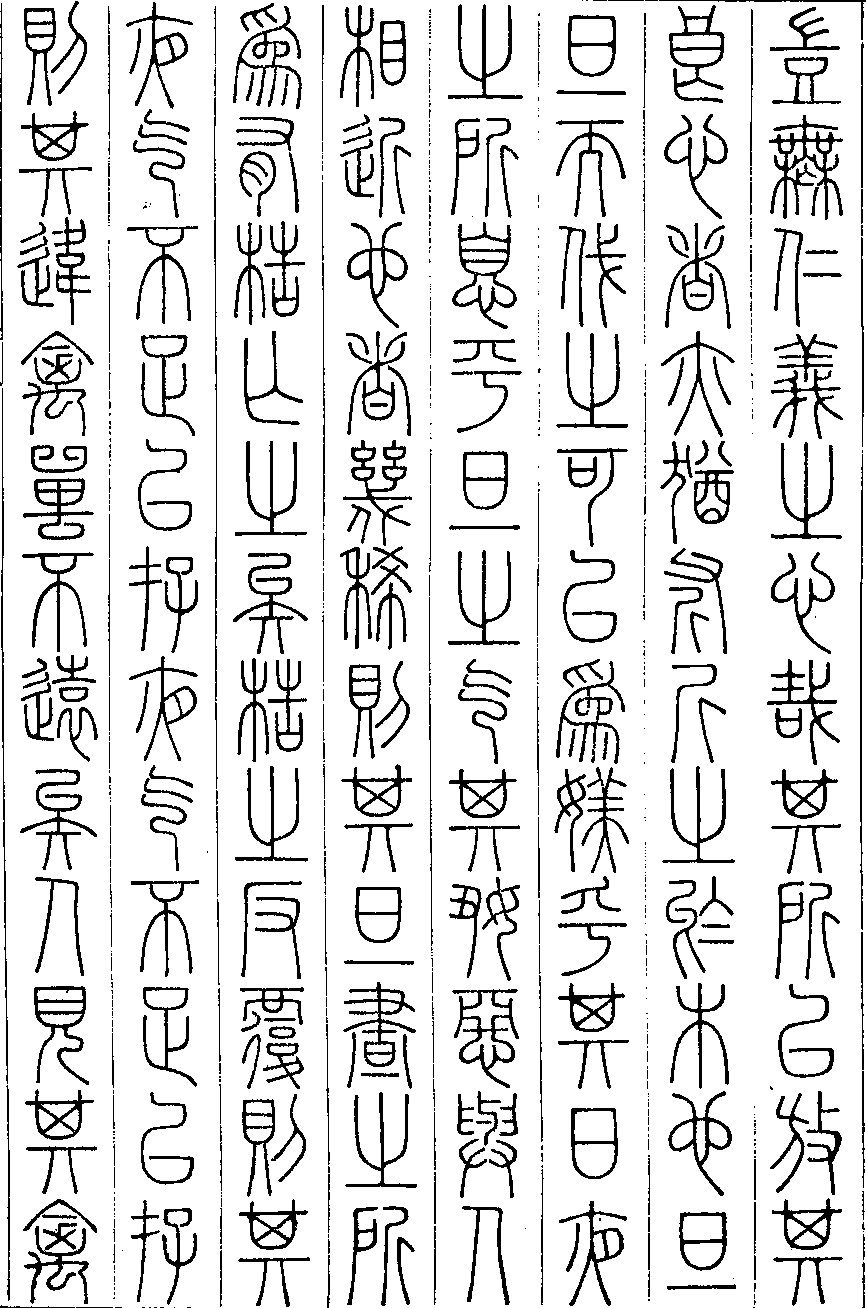 豈無仁義之心哉其所以放其
良心者亦猶斧斤之於木也旦
旦而伐之可以為美乎其日夜
之所息平旦之氣其好惡與人
相近也者幾希則其旦晝之所
為有梏亡之矣梏之反覆則其
夜氣不足以存夜氣不足以存
則其違禽獸不遠矣人見其禽